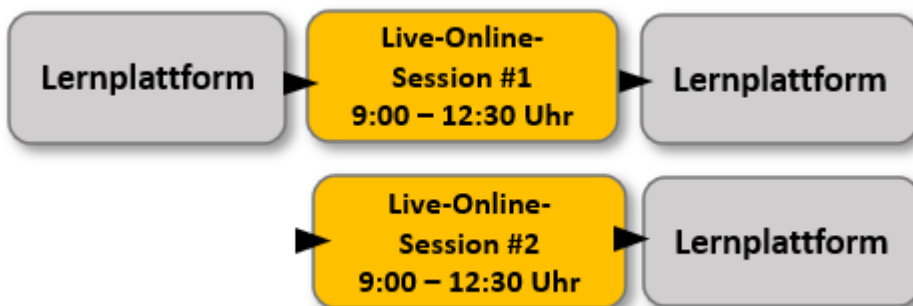 Lernplattform
Live-Online-
Session #1
9:00 – 12:30 Uhr
Lernplattform
Live-Online-
Session #2
9:00 – 12:30 Uhr
Lernplattform